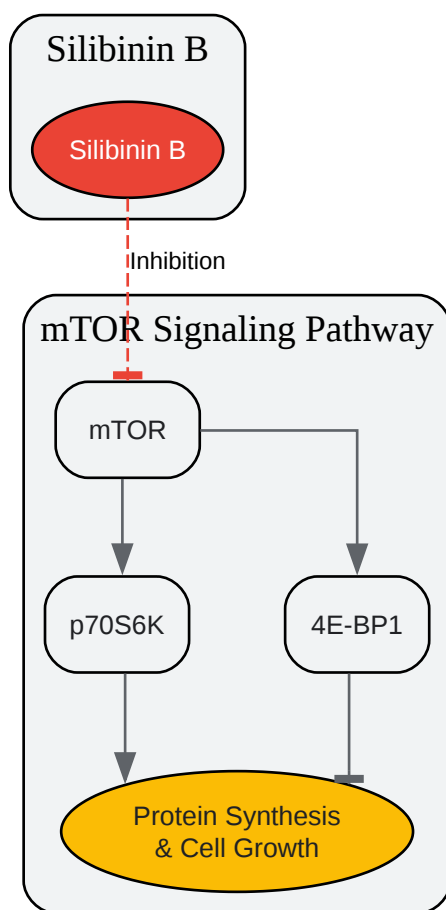 Silibinin B
Silibinin B
Inhibition
mTOR Signaling Pathway
mTOR
p70S6K
4E-BP1
Protein Synthesis
& Cell Growth